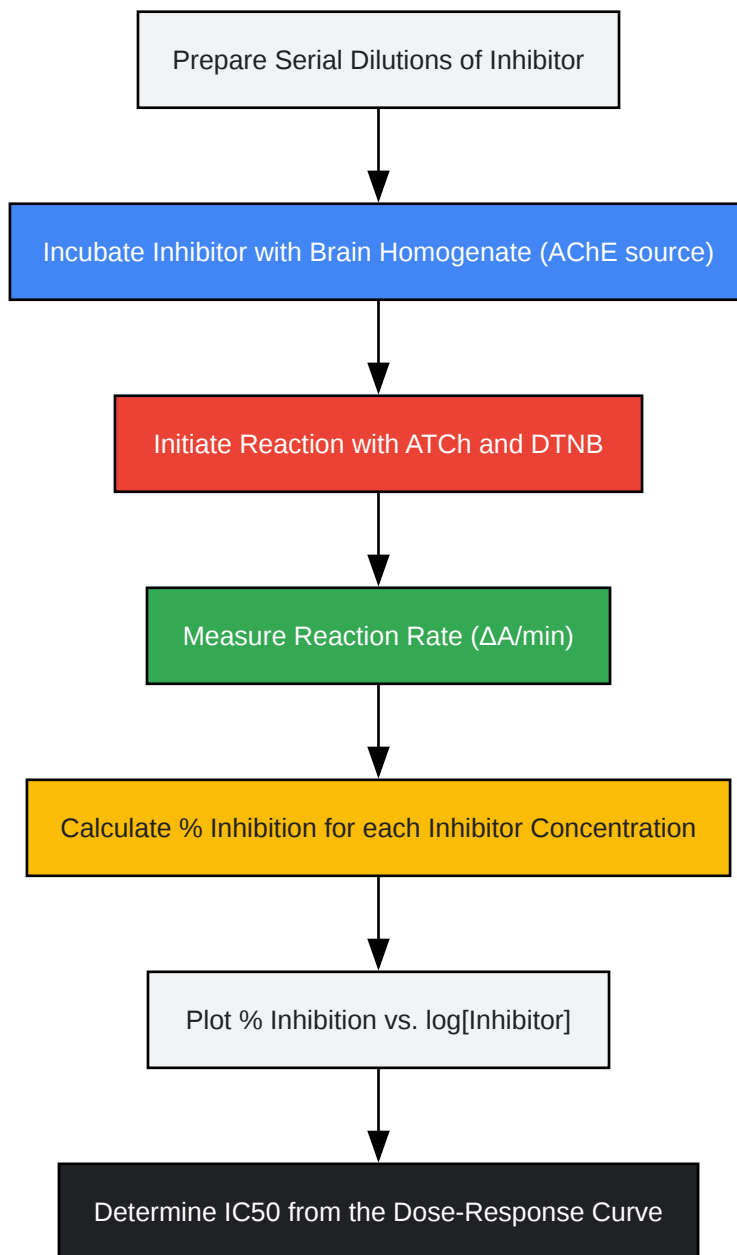 Prepare Serial Dilutions of Inhibitor
Incubate Inhibitor with Brain Homogenate (AChE source)
Initiate Reaction with ATCh and DTNB
Measure Reaction Rate (ΔA/min)
Calculate % Inhibition for each Inhibitor Concentration
Plot % Inhibition vs. log[Inhibitor]
Determine IC50 from the Dose-Response Curve